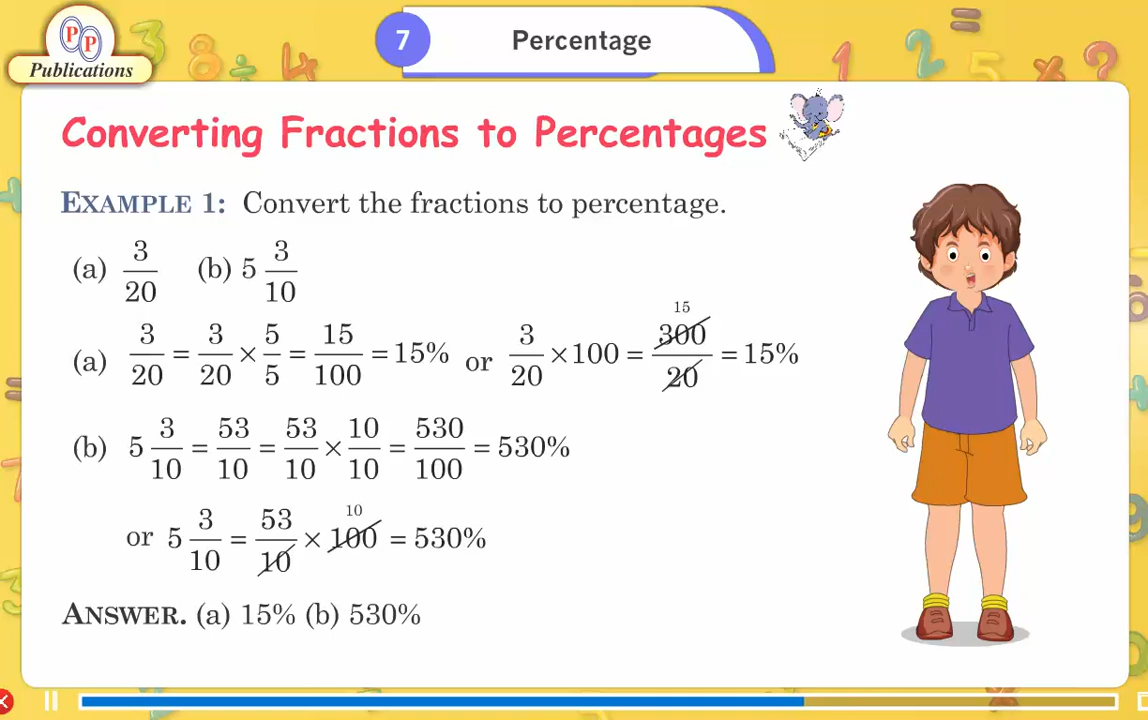 PP
Publications
7 Percentage
Converting Fractions to Percentages
EXAMPLE 1: Convert the fractions to percentage.
(a) 3/20 (b) 5 3/10
(a) 3/20 = 3/20 × 5/5 = 15/100 = 15% or 3/20 × 100 = 300/20 15 = 15%
(b) 5 3/10 = 53/10 = 53/10 × 10/10 = 530/100 = 530%
or 5 3/10 = 53/10 × 100 10 = 530%
ANSWER. (a) 15% (b) 530%